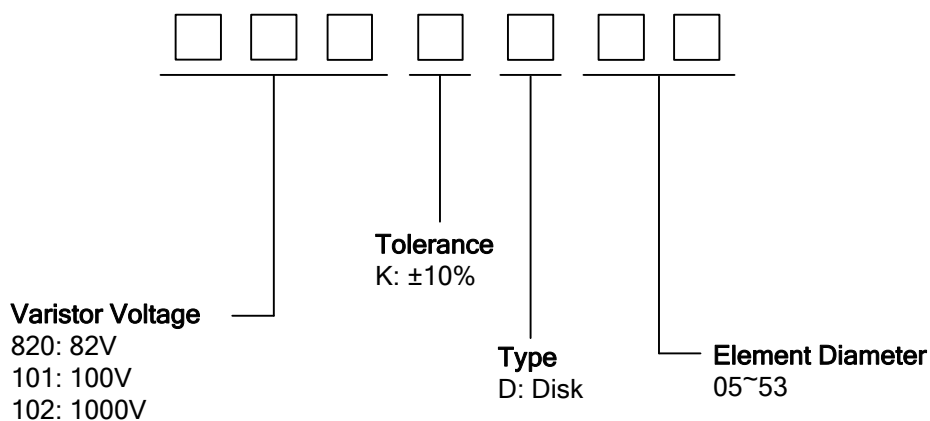 Tolerance
K: ±10%
Varistor Voltage
820: 82V
101: 100V
102: 1000V
Type
D: Disk
Element Diameter
05~53